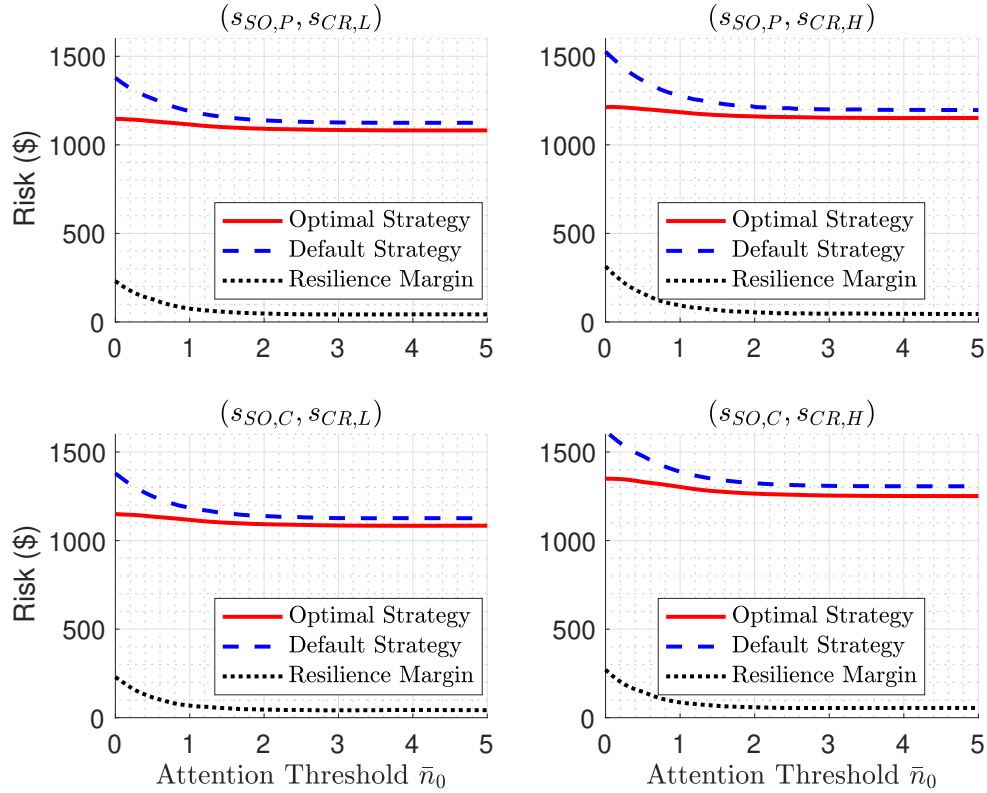 (s_{SO,P}, s_{CR,L})
Risk ($)
1500
1000
500
0
Optimal Strategy
Default Strategy
Resilience Margin
0 1 2 3 4 5
(s_{SO,P}, s_{CR,H})
1500
1000
500
0
Optimal Strategy
Default Strategy
Resilience Margin
0 1 2 3 4 5
(s_{SO,C}, s_{CR,L})
Risk ($)
1500
1000
500
0
Optimal Strategy
Default Strategy
Resilience Margin
0 1 2 3 4 5
Attention Threshold n̄₀
(s_{SO,C}, s_{CR,H})
1500
1000
500
0
Optimal Strategy
Default Strategy
Resilience Margin
0 1 2 3 4 5
Attention Threshold n̄₀